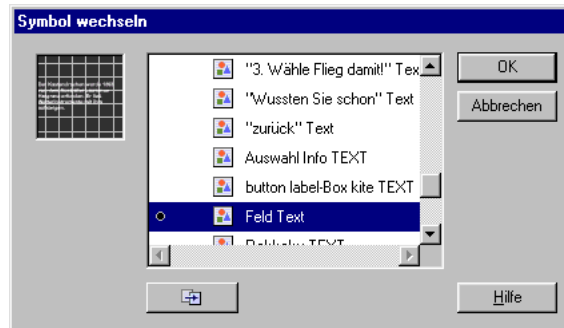 Symbol wechseln
"3. Wähle Flieg damit!" Tex
"Wussten Sie schon" Text
"zurück" Text
Auswahl Info TEXT
button label-Box kite TEXT
Feld Text
OK
Abbrechen
Hilfe